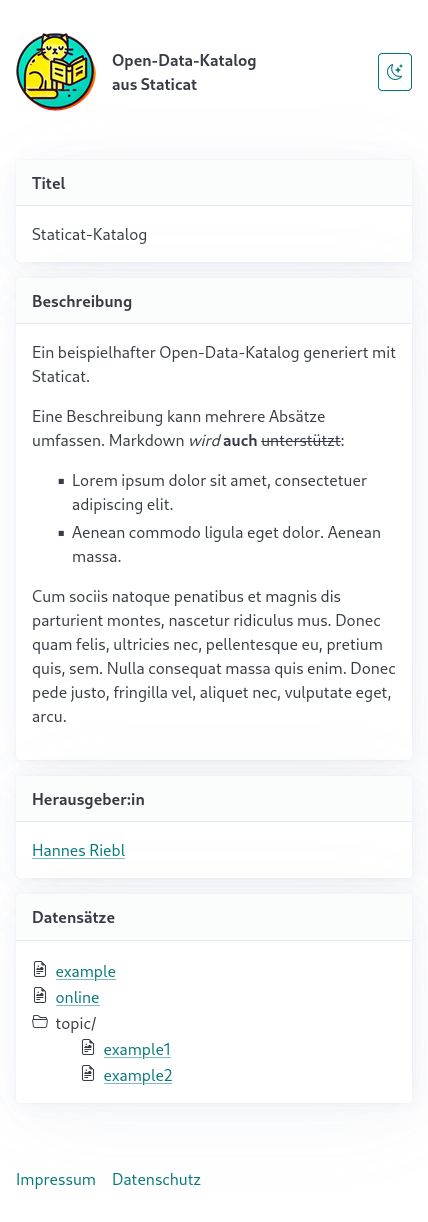 Open-Data-Katalog
aus Staticat
Titel
Staticat-Katalog
Beschreibung
Ein beispielhafter Open-Data-Katalog generiert mit
Staticat.
Eine Beschreibung kann mehrere Absätze
umfassen. Markdown wird auch unterstützt:
Lorem ipsum dolor sit amet, consectetuer
adipiscing elit.
Aenean commodo ligula eget dolor. Aenean
massa.
Cum sociis natoque penatibus et magnis dis
parturient montes, nascetur ridiculus mus. Donec
quam felis, ultricies nec, pellentesque eu, pretium
quis, sem. Nulla consequat massa quis enim. Donec
pede justo, fringilla vel, aliquet nec, vulputate eget,
arcu.
Herausgeber:in
Hannes Riebl
Datensätze
example
online
topic/
example1
example2
Impressum Datenschutz